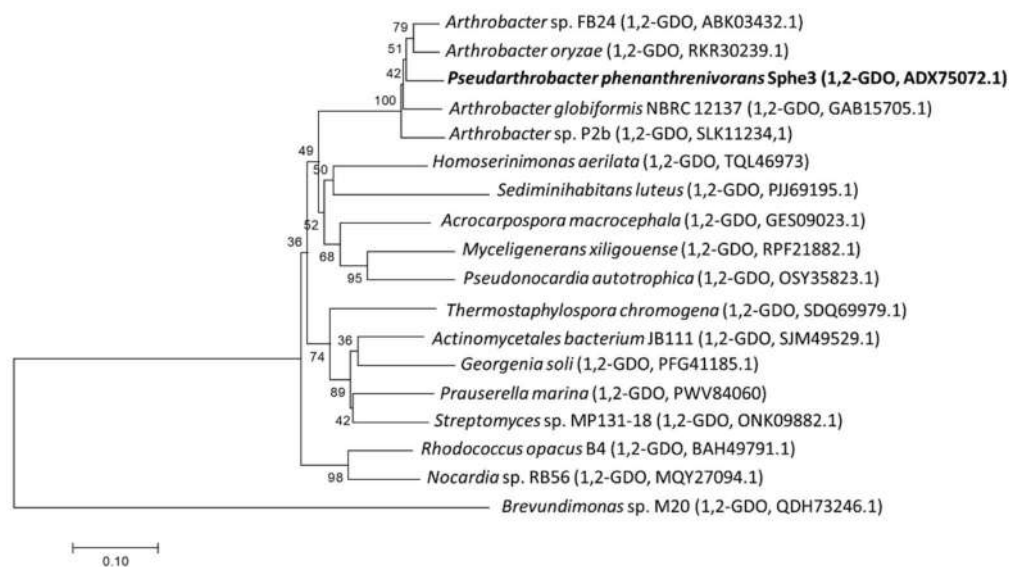 79
Arthrobacter sp. FB24 (1,2-GDO, ABK03432.1)
51
Arthrobacter oryzae (1,2-GDO, RKR30239.1)
42
Pseudarthrobacter phenanthrenivorans Sphe3 (1,2-GDO, ADX75072.1)
100
Arthrobacter globiformis NBRC 12137 (1,2-GDO, GAB15705.1)
Arthrobacter sp. P2b (1,2-GDO, SLK11234,1)
49
Homoserinimonas aerilata (1,2-GDO, TQL46973)
50
Sediminihabitans luteus (1,2-GDO, PJJ69195.1)
52
Acrocarpospora macrocephala (1,2-GDO, GES09023.1)
36
68
Myceligenerans xiligouense (1,2-GDO, RPF21882.1)
95
Pseudonocardia autotrophica (1,2-GDO, OSY35823.1)
Thermostaphylospora chromogena (1,2-GDO, SDQ69979.1)
36
Actinomycetales bacterium JB111 (1,2-GDO, SJM49529.1)
74
Georgenia soli (1,2-GDO, PFG41185.1)
89
Prauserella marina (1,2-GDO, PWV84060)
42
Streptomyces sp. MP131-18 (1,2-GDO, ONK09882.1)
Rhodococcus opacus B4 (1,2-GDO, BAH49791.1)
98
Nocardia sp. RB56 (1,2-GDO, MQY27094.1)
Brevundimonas sp. M20 (1,2-GDO, QDH73246.1)
0.10